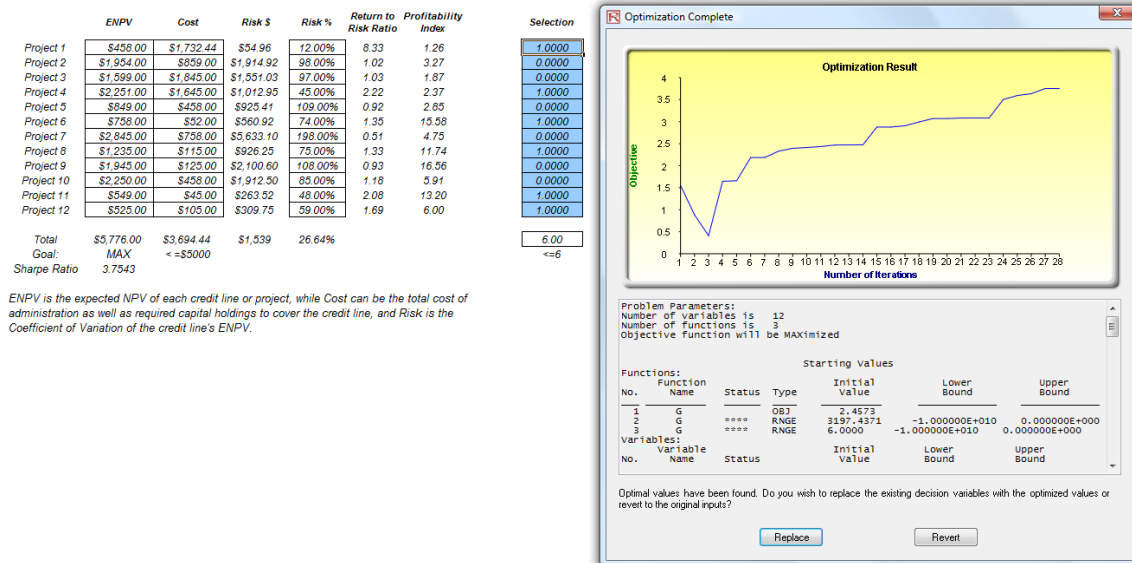 ENPV Cost Risk $ Risk % Return to Risk Ratio Profitability Index Selection
Project 1 $458.00 $1,732.44 $54.96 12.00% 8.33 1.26 1.0000
Project 2 $1,954.00 $859.00 $1,914.92 98.00% 1.02 3.27 0.0000
Project 3 $1,599.00 $1,845.00 $1,551.03 97.00% 1.03 1.87 0.0000
Project 4 $2,251.00 $1,645.00 $1,012.95 45.00% 2.22 2.37 1.0000
Project 5 $849.00 $458.00 $925.41 109.00% 0.92 2.85 0.0000
Project 6 $758.00 $52.00 $560.92 74.00% 1.35 15.58 1.0000
Project 7 $2,845.00 $758.00 $5,633.10 198.00% 0.51 4.75 0.0000
Project 8 $1,235.00 $115.00 $926.25 75.00% 1.33 11.74 1.0000
Project 9 $1,945.00 $125.00 $2,100.60 108.00% 0.93 16.56 0.0000
Project 10 $2,250.00 $458.00 $1,912.50 85.00% 1.18 5.91 0.0000
Project 11 $549.00 $45.00 $263.52 48.00% 2.08 13.20 1.0000
Project 12 $525.00 $105.00 $309.75 59.00% 1.69 6.00 1.0000
Total $5,776.00 $3,694.44 $1,539 26.64% 6.00
Goal: MAX <=$5000 <=6
Sharpe Ratio 3.7543
ENPV is the expected NPV of each credit line or project, while Cost can be the total cost of
administration as well as required capital holdings to cover the credit line, and Risk is the
Coefficient of Variation of the credit line's ENPV.
Optimization Complete
Optimization Result
4
3.5
3
2.5
2
1.5
1
0.5
0
Objective
1 2 3 4 5 6 7 8 9 10 11 12 13 14 15 16 17 18 19 20 21 22 23 24 25 26 27 28
Number of Iterations
Problem Parameters:
Number of variables is 12
Number of functions is 3
Objective function will be MAXimized
Starting Values
Functions:
Function Initial Lower Upper
No. Name Status Type Value Bound Bound
1 G OBJ 2.4573
2 G **** RNGE 3197.4371 -1.000000E+010 0.000000E+000
3 G **** RNGE 6.0000 -1.000000E+010 0.000000E+000
Variables:
Variable Initial Lower Upper
No. Name Status Value Bound Bound
Optimal values have been found. Do you wish to replace the existing decision variables with the optimized values or
revert to the original inputs?
Replace Revert